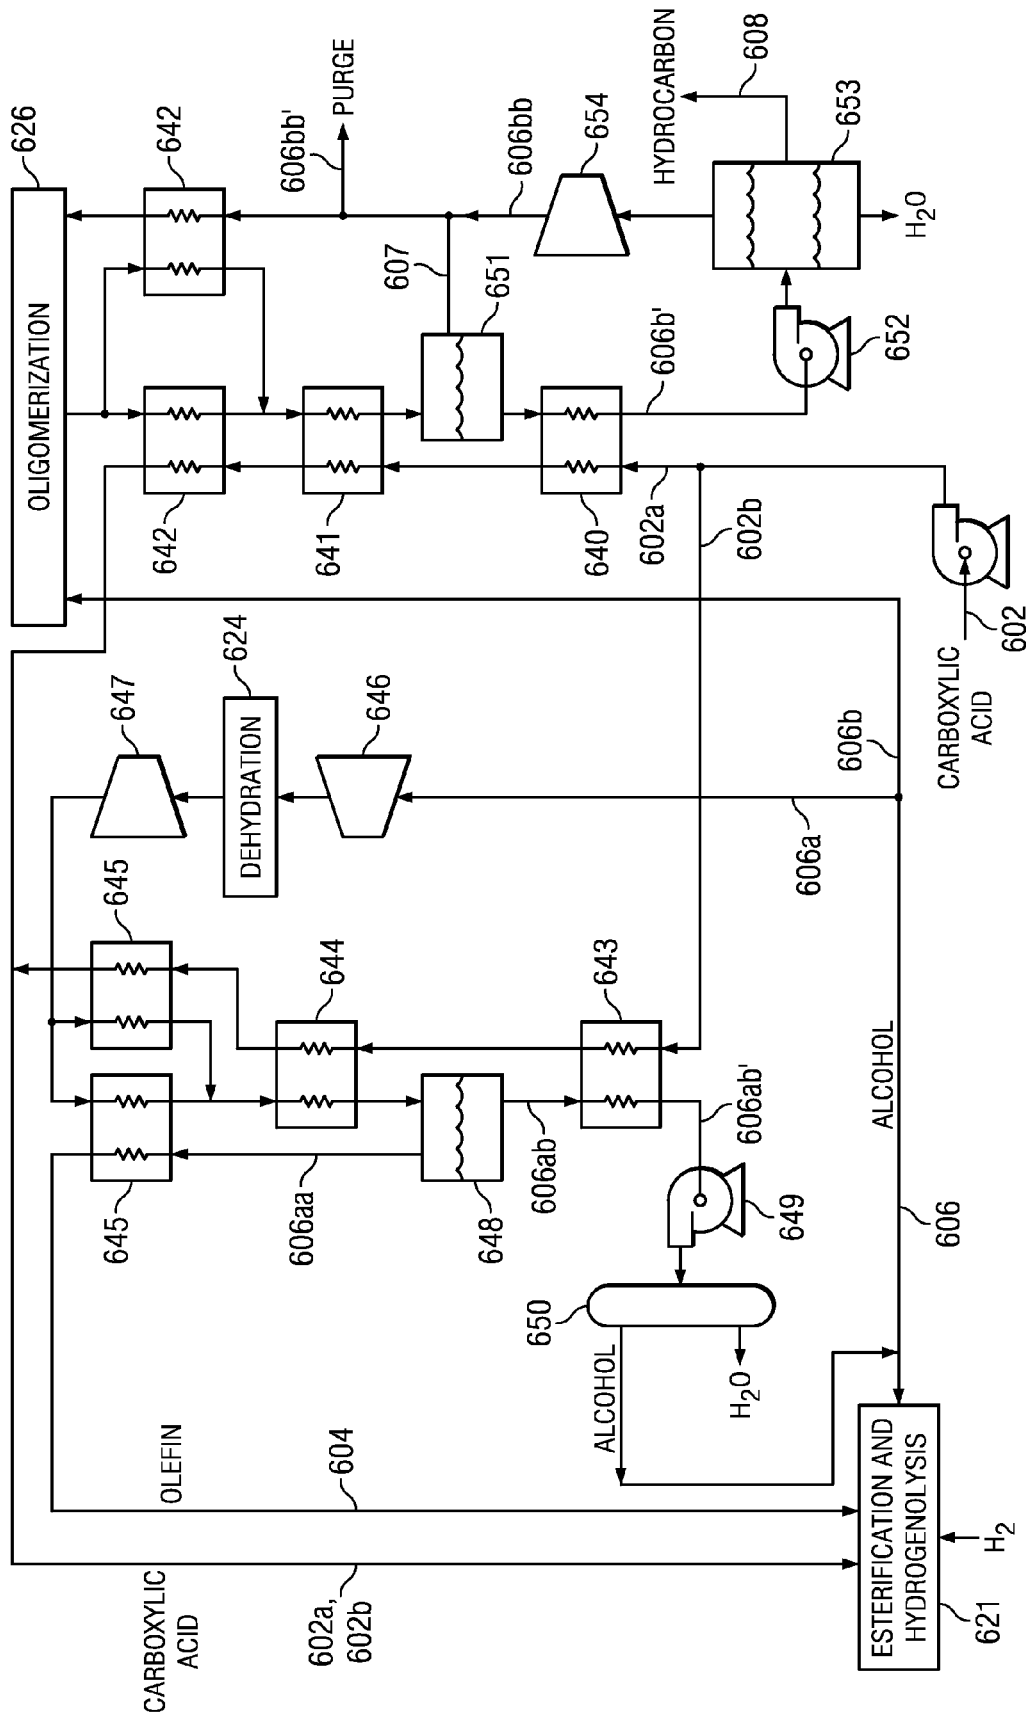 626
OLIGOMERIZATION
CARBOXYLIC
ACID
OLEFIN
604
602a,
602b
645
645
647
624
DEHYDRATION
642
642
606aa
644
646
641
606bb'
PURGE
607
651
648
606ab
643
640
606bb
654
650
ALCOHOL
H2O
649
606ab'
602a
602b
606b'
HYDROCARBON
608
653
652
H2O
606a
606b
ALCOHOL
606
ESTERIFICATION AND
HYDROGENOLYSIS
621
H2
CARBOXYLIC
ACID
602